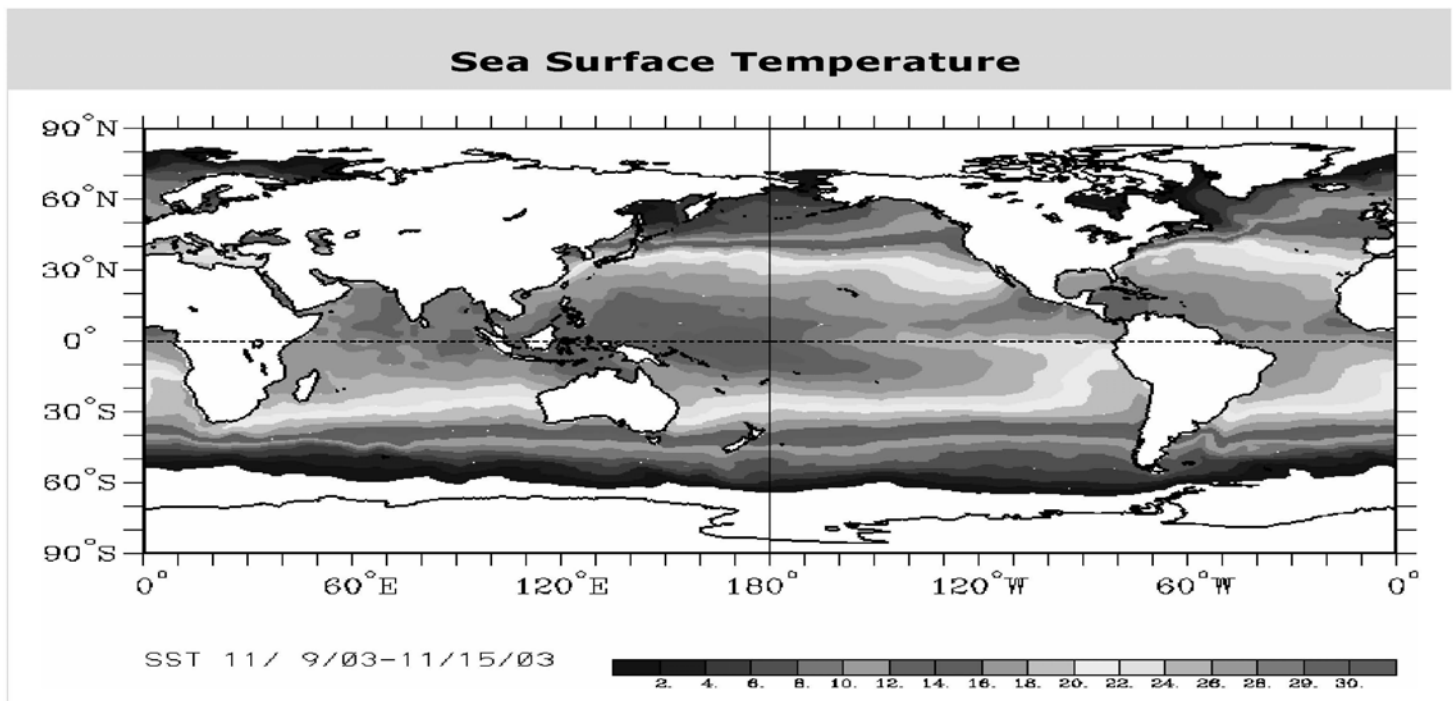 Sea Surface Temperature
90°N
60°N
30°N
0°
30°S
60°S
90°S
0° 60°E 120°E 180° 120°W 60°W 0°
SST 11/ 9/03-11/15/03
2. 4. 6. 8. 10. 12. 14. 16. 18. 20. 22. 24. 26. 28. 29. 30.